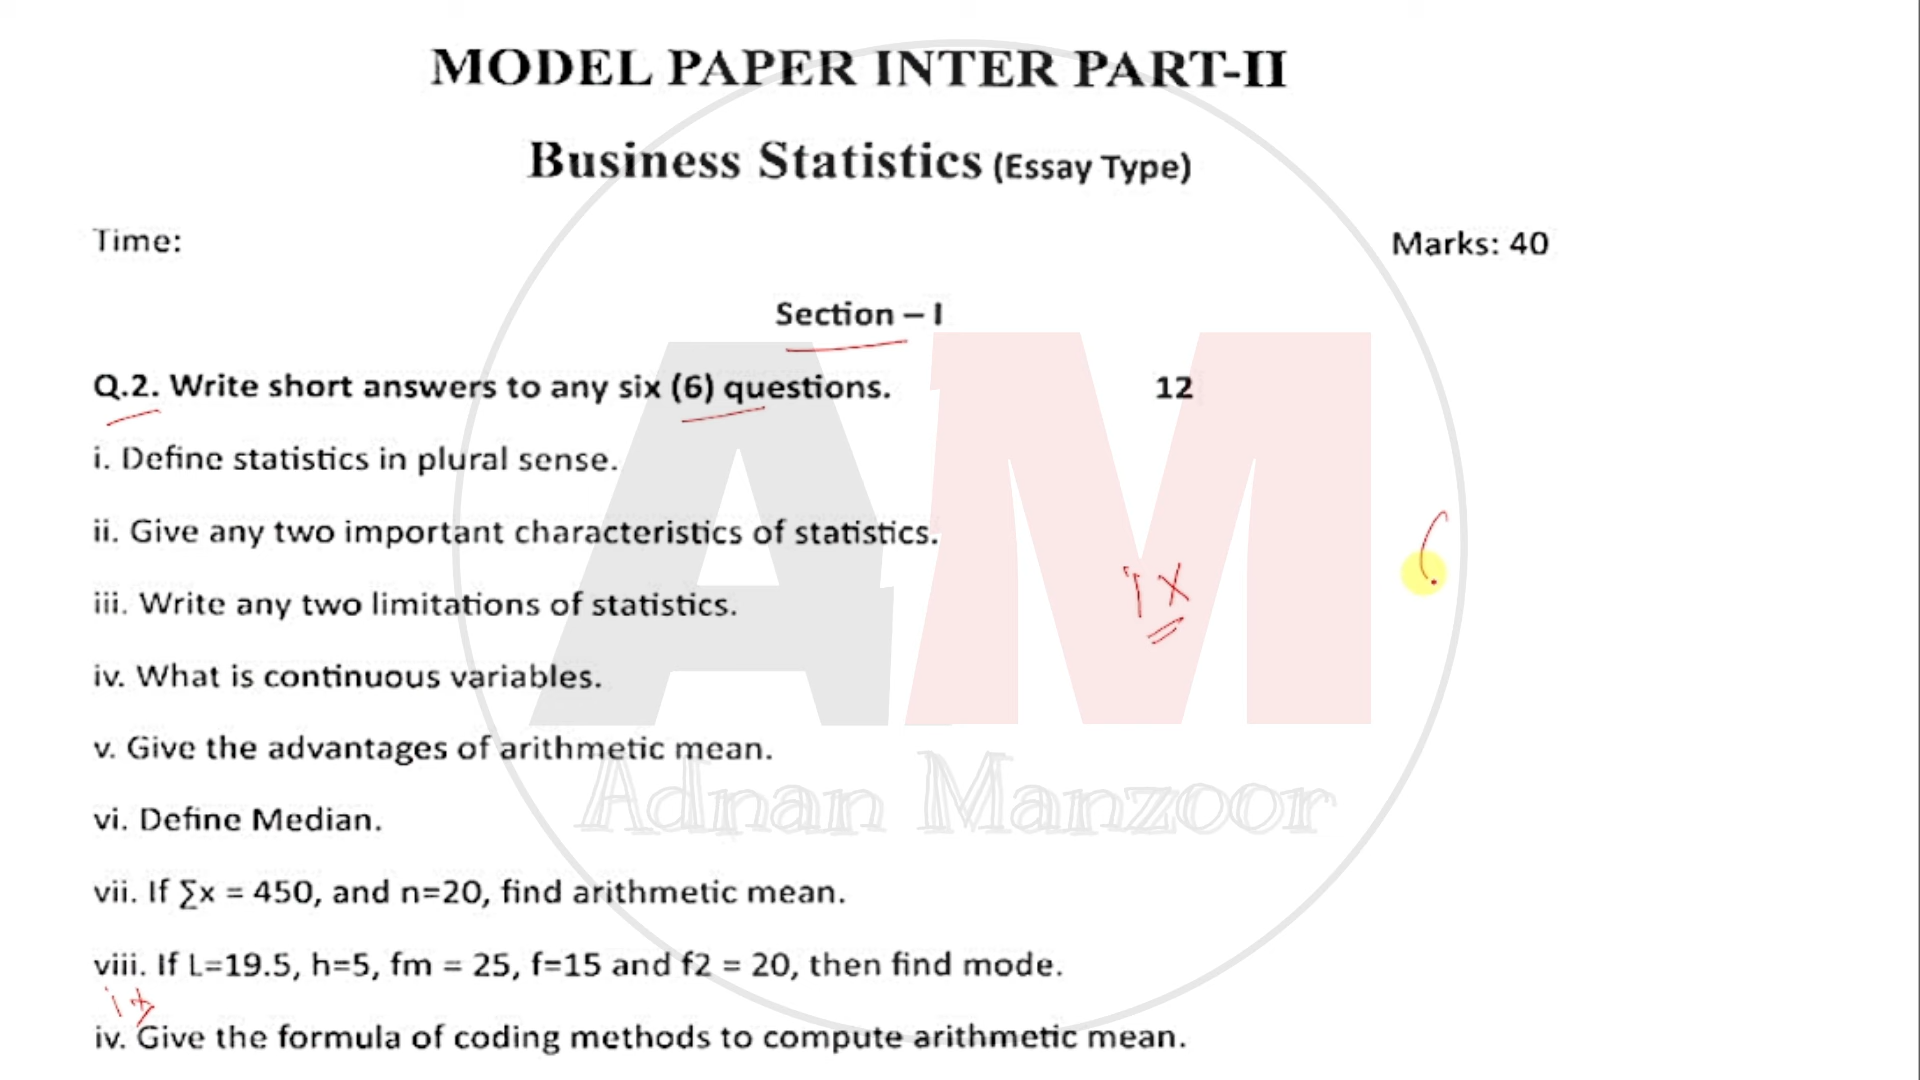 MODEL PAPER INTER PART-II
Business Statistics (Essay Type)
Time: Marks: 40
Section – I
Q.2. Write short answers to any six (6) questions. 12
i. Define statistics in plural sense.
ii. Give any two important characteristics of statistics.
iii. Write any two limitations of statistics.
ix
iv. What is continuous variables.
v. Give the advantages of arithmetic mean.
Adnan Manzoor
vi. Define Median.
vii. If ∑x = 450, and n=20, find arithmetic mean.
viii. If L=19.5, h=5, fm = 25, f=15 and f2 = 20, then find mode.
ix
iv. Give the formula of coding methods to compute arithmetic mean.
AM